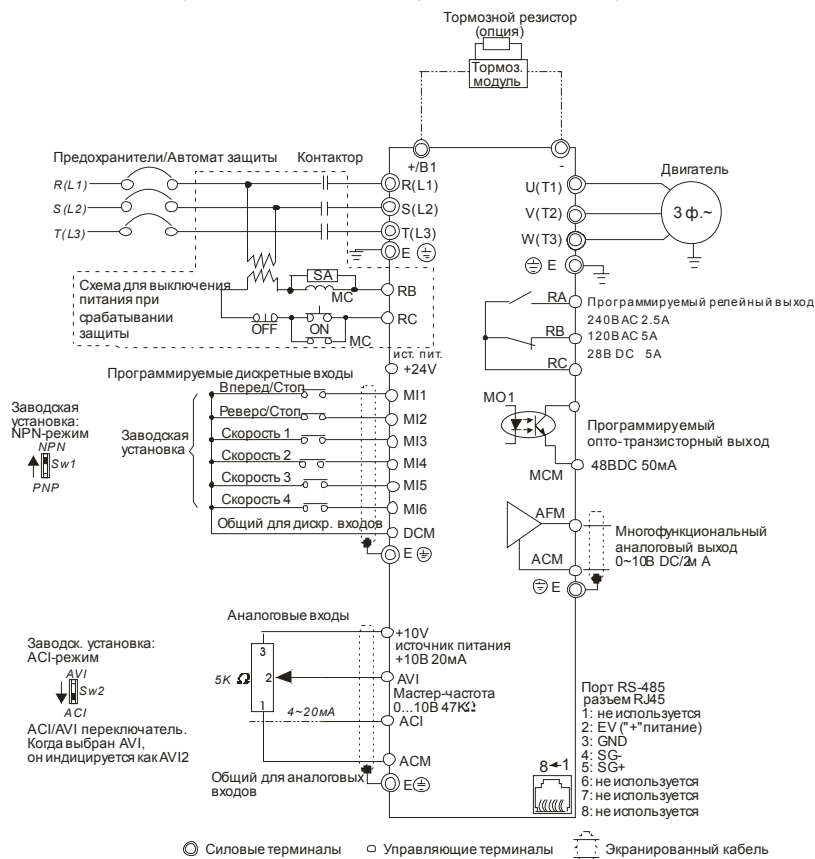 Тормозной резистор
(опция)
Тормоз.
модуль
+/B1
-
Предохранители/Автомат защиты
Контактор
Двигатель
R(L1)
R(L1)
U(T1)
S(L2)
S(L2)
V(T2)
3 ф.~
T(L3)
T(L3)
W(T3)
E
E
Схема для выключения
питания при
срабатывании
защиты
SA
MC
RB
OFF
ON
MC
RC
RA
RB
RC
Программируемый релейный выход
240ВАС 2.5А
120ВАС 5А
28В DC 5А
ист. пит.
+24V
Программируемые дискретные входы
Вперед/Стоп
MI1
Реверс/Стоп
MI2
Скорость 1
MI3
Скорость 2
MI4
Скорость 3
MI5
Скорость 4
MI6
Общий для дискр. входов
DCM
E
Заводская
установка
Заводская
установка:
NPN-режим
NPN
Sw1
PNP
MO1
MCM
Программируемый
опто-транзисторный выход
48ВDC 50мА
AFM
ACM
E
Многофункциональный
аналоговый выход
0~10В DC/2м А
Аналоговые входы
+10V
источник питания
+10В 20мА
3
2
1
5K Ω
AVI
Мастер-частота
0...10В 47KΩ
4~20мА
ACI
ACM
Общий для аналоговых
входов
E
Заводск. установка:
ACI-режим
AVI
Sw2
ACI
ACI/AVI переключатель.
Когда выбран AVI,
он индицируется как AVI2
Порт RS-485
разъем RJ45
1: не используется
2: EV ("+"питание)
3: GND
4: SG-
5: SG+
6: не используется
7: не используется
8: не используется
8 1
Силовые терминалы
Управляющие терминалы
Экранированный кабель